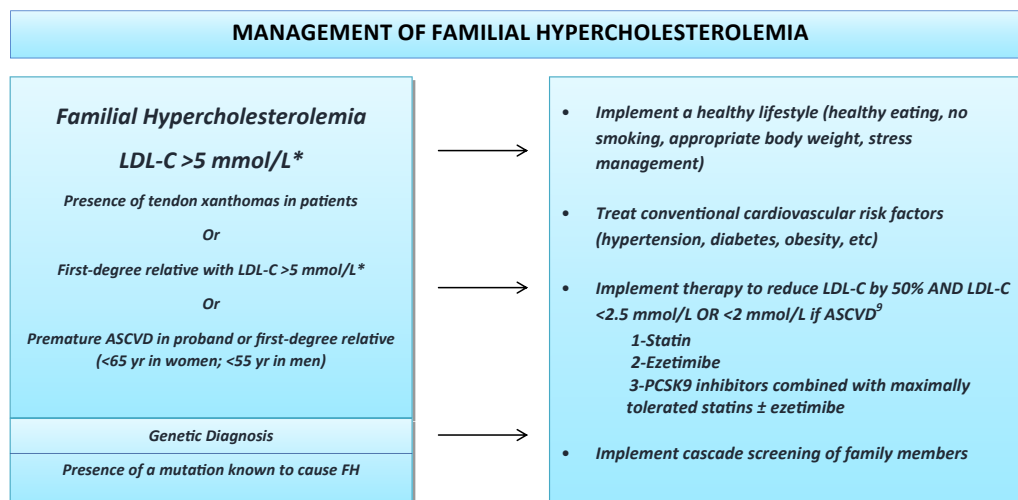 MANAGEMENT OF FAMILIAL HYPERCHOLESTEROLEMIA
Familial Hypercholesterolemia
LDL-C >5 mmol/L*
Presence of tendon xanthomas in patients
Or
First-degree relative with LDL-C >5 mmol/L*
Or
Premature ASCVD in proband or first-degree relative
(<65 yr in women; <55 yr in men)
Genetic Diagnosis
Presence of a mutation known to cause FH
• Implement a healthy lifestyle (healthy eating, no
smoking, appropriate body weight, stress
management)
• Treat conventional cardiovascular risk factors
(hypertension, diabetes, obesity, etc)
• Implement therapy to reduce LDL-C by 50% AND LDL-C
<2.5 mmol/L OR <2 mmol/L if ASCVD⁹
1-Statin
2-Ezetimibe
3-PCSK9 inhibitors combined with maximally
tolerated statins ± ezetimibe
• Implement cascade screening of family members